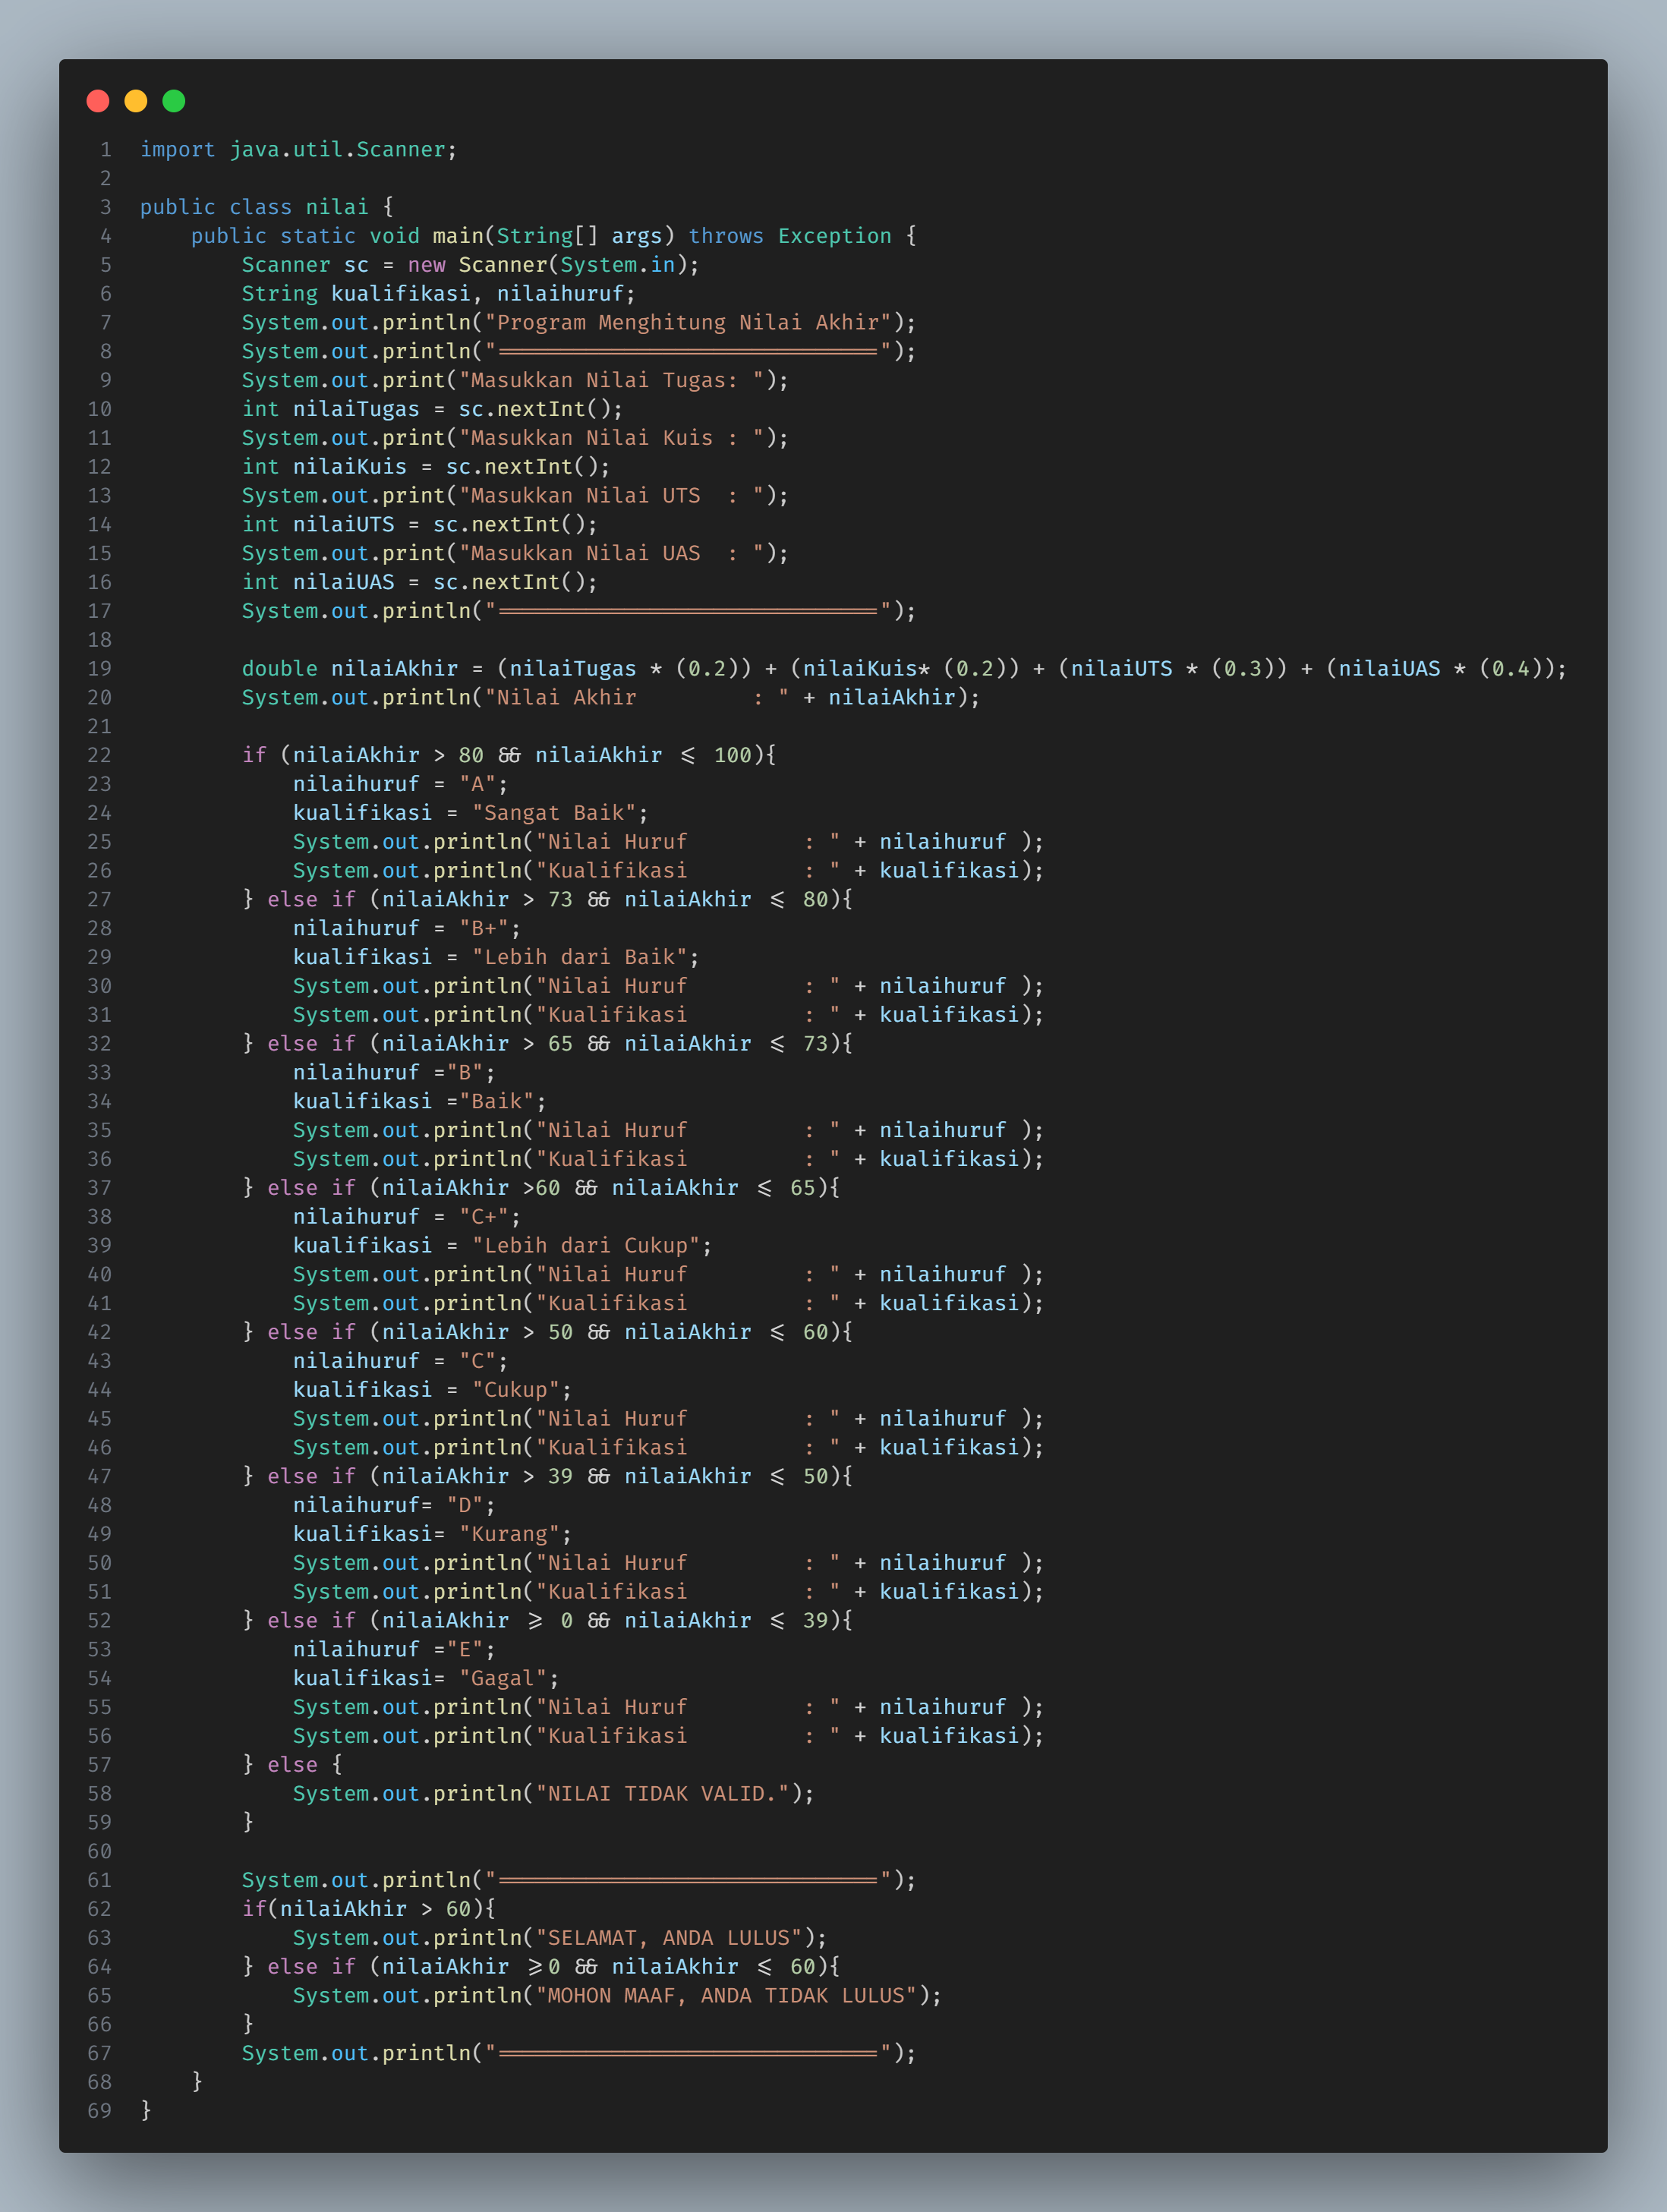 1 import java.util.Scanner;
2
3 public class nilai {
4     public static void main(String[] args) throws Exception {
5         Scanner sc = new Scanner(System.in);
6         String kualifikasi, nilaihuruf;
7         System.out.println("Program Menghitung Nilai Akhir");
8         System.out.println("==============================");
9         System.out.print("Masukkan Nilai Tugas: ");
10         int nilaiTugas = sc.nextInt();
11         System.out.print("Masukkan Nilai Kuis : ");
12         int nilaiKuis = sc.nextInt();
13         System.out.print("Masukkan Nilai UTS  : ");
14         int nilaiUTS = sc.nextInt();
15         System.out.print("Masukkan Nilai UAS  : ");
16         int nilaiUAS = sc.nextInt();
17         System.out.println("==============================");
18
19         double nilaiAkhir = (nilaiTugas * (0.2)) + (nilaiKuis* (0.2)) + (nilaiUTS * (0.3)) + (nilaiUAS * (0.4));
20         System.out.println("Nilai Akhir         : " + nilaiAkhir);
21
22         if (nilaiAkhir > 80 && nilaiAkhir <= 100){
23             nilaihuruf = "A";
24             kualifikasi = "Sangat Baik";
25             System.out.println("Nilai Huruf         : " + nilaihuruf );
26             System.out.println("Kualifikasi         : " + kualifikasi);
27         } else if (nilaiAkhir > 73 && nilaiAkhir <= 80){
28             nilaihuruf = "B+";
29             kualifikasi = "Lebih dari Baik";
30             System.out.println("Nilai Huruf         : " + nilaihuruf );
31             System.out.println("Kualifikasi         : " + kualifikasi);
32         } else if (nilaiAkhir > 65 && nilaiAkhir <= 73){
33             nilaihuruf ="B";
34             kualifikasi ="Baik";
35             System.out.println("Nilai Huruf         : " + nilaihuruf );
36             System.out.println("Kualifikasi         : " + kualifikasi);
37         } else if (nilaiAkhir >60 && nilaiAkhir <= 65){
38             nilaihuruf = "C+";
39             kualifikasi = "Lebih dari Cukup";
40             System.out.println("Nilai Huruf         : " + nilaihuruf );
41             System.out.println("Kualifikasi         : " + kualifikasi);
42         } else if (nilaiAkhir > 50 && nilaiAkhir <= 60){
43             nilaihuruf = "C";
44             kualifikasi = "Cukup";
45             System.out.println("Nilai Huruf         : " + nilaihuruf );
46             System.out.println("Kualifikasi         : " + kualifikasi);
47         } else if (nilaiAkhir > 39 && nilaiAkhir <= 50){
48             nilaihuruf= "D";
49             kualifikasi= "Kurang";
50             System.out.println("Nilai Huruf         : " + nilaihuruf );
51             System.out.println("Kualifikasi         : " + kualifikasi);
52         } else if (nilaiAkhir >= 0 && nilaiAkhir <= 39){
53             nilaihuruf ="E";
54             kualifikasi= "Gagal";
55             System.out.println("Nilai Huruf         : " + nilaihuruf );
56             System.out.println("Kualifikasi         : " + kualifikasi);
57         } else {
58             System.out.println("NILAI TIDAK VALID.");
59         }
60
61         System.out.println("==============================");
62         if(nilaiAkhir > 60){
63             System.out.println("SELAMAT, ANDA LULUS");
64         } else if (nilaiAkhir >=0 && nilaiAkhir <= 60){
65             System.out.println("MOHON MAAF, ANDA TIDAK LULUS");
66         }
67         System.out.println("==============================");
68     }
69 }